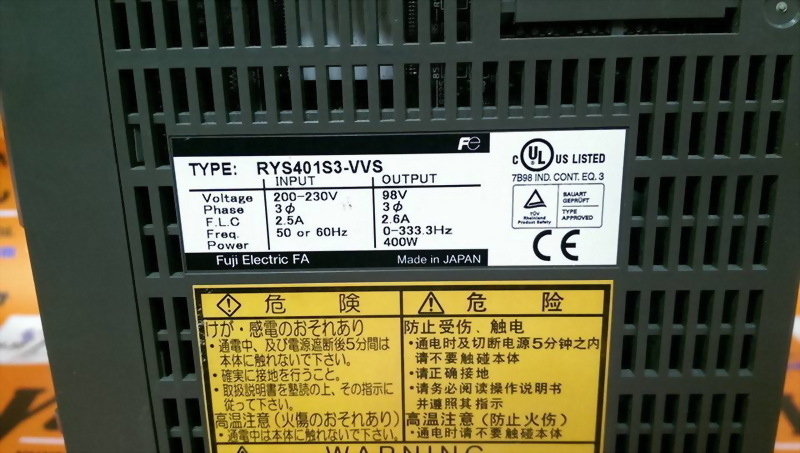 Fe
TYPE: RYS401S3-VVS
INPUT OUTPUT
Voltage 200-230V 98V
Phase 3φ 3φ
F.L.C 2.5A 2.6A
Freq. 50 or 60Hz 0-333.3Hz
Power 400W
Fuji Electric FA Made in JAPAN
C UL US LISTED
7B98 IND. CONT. EQ. 3
TÜV
Rheinland
Product Safety
BAUART
GEPRÜFT
TYPE
APPROVED
CE
危 険
けが・感電のおそれあり
・通電中、及び電源遮断後5分間は
本体に触れないで下さい。
・確実に接地を行うこと。
・取扱説明書を熟読の上、その指示に
従って下さい。
高温注意（火傷のおそれあり）
・通電中は本体に触れないで下さい。
危 险
防止受伤、触电
・通电时及切断电源5分钟之内
请不要触碰本体
・请正确接地
・请务必阅读操作说明书
并遵照其指示
高温注意（防止火伤）
・通电时请不要触碰本体
WARNING